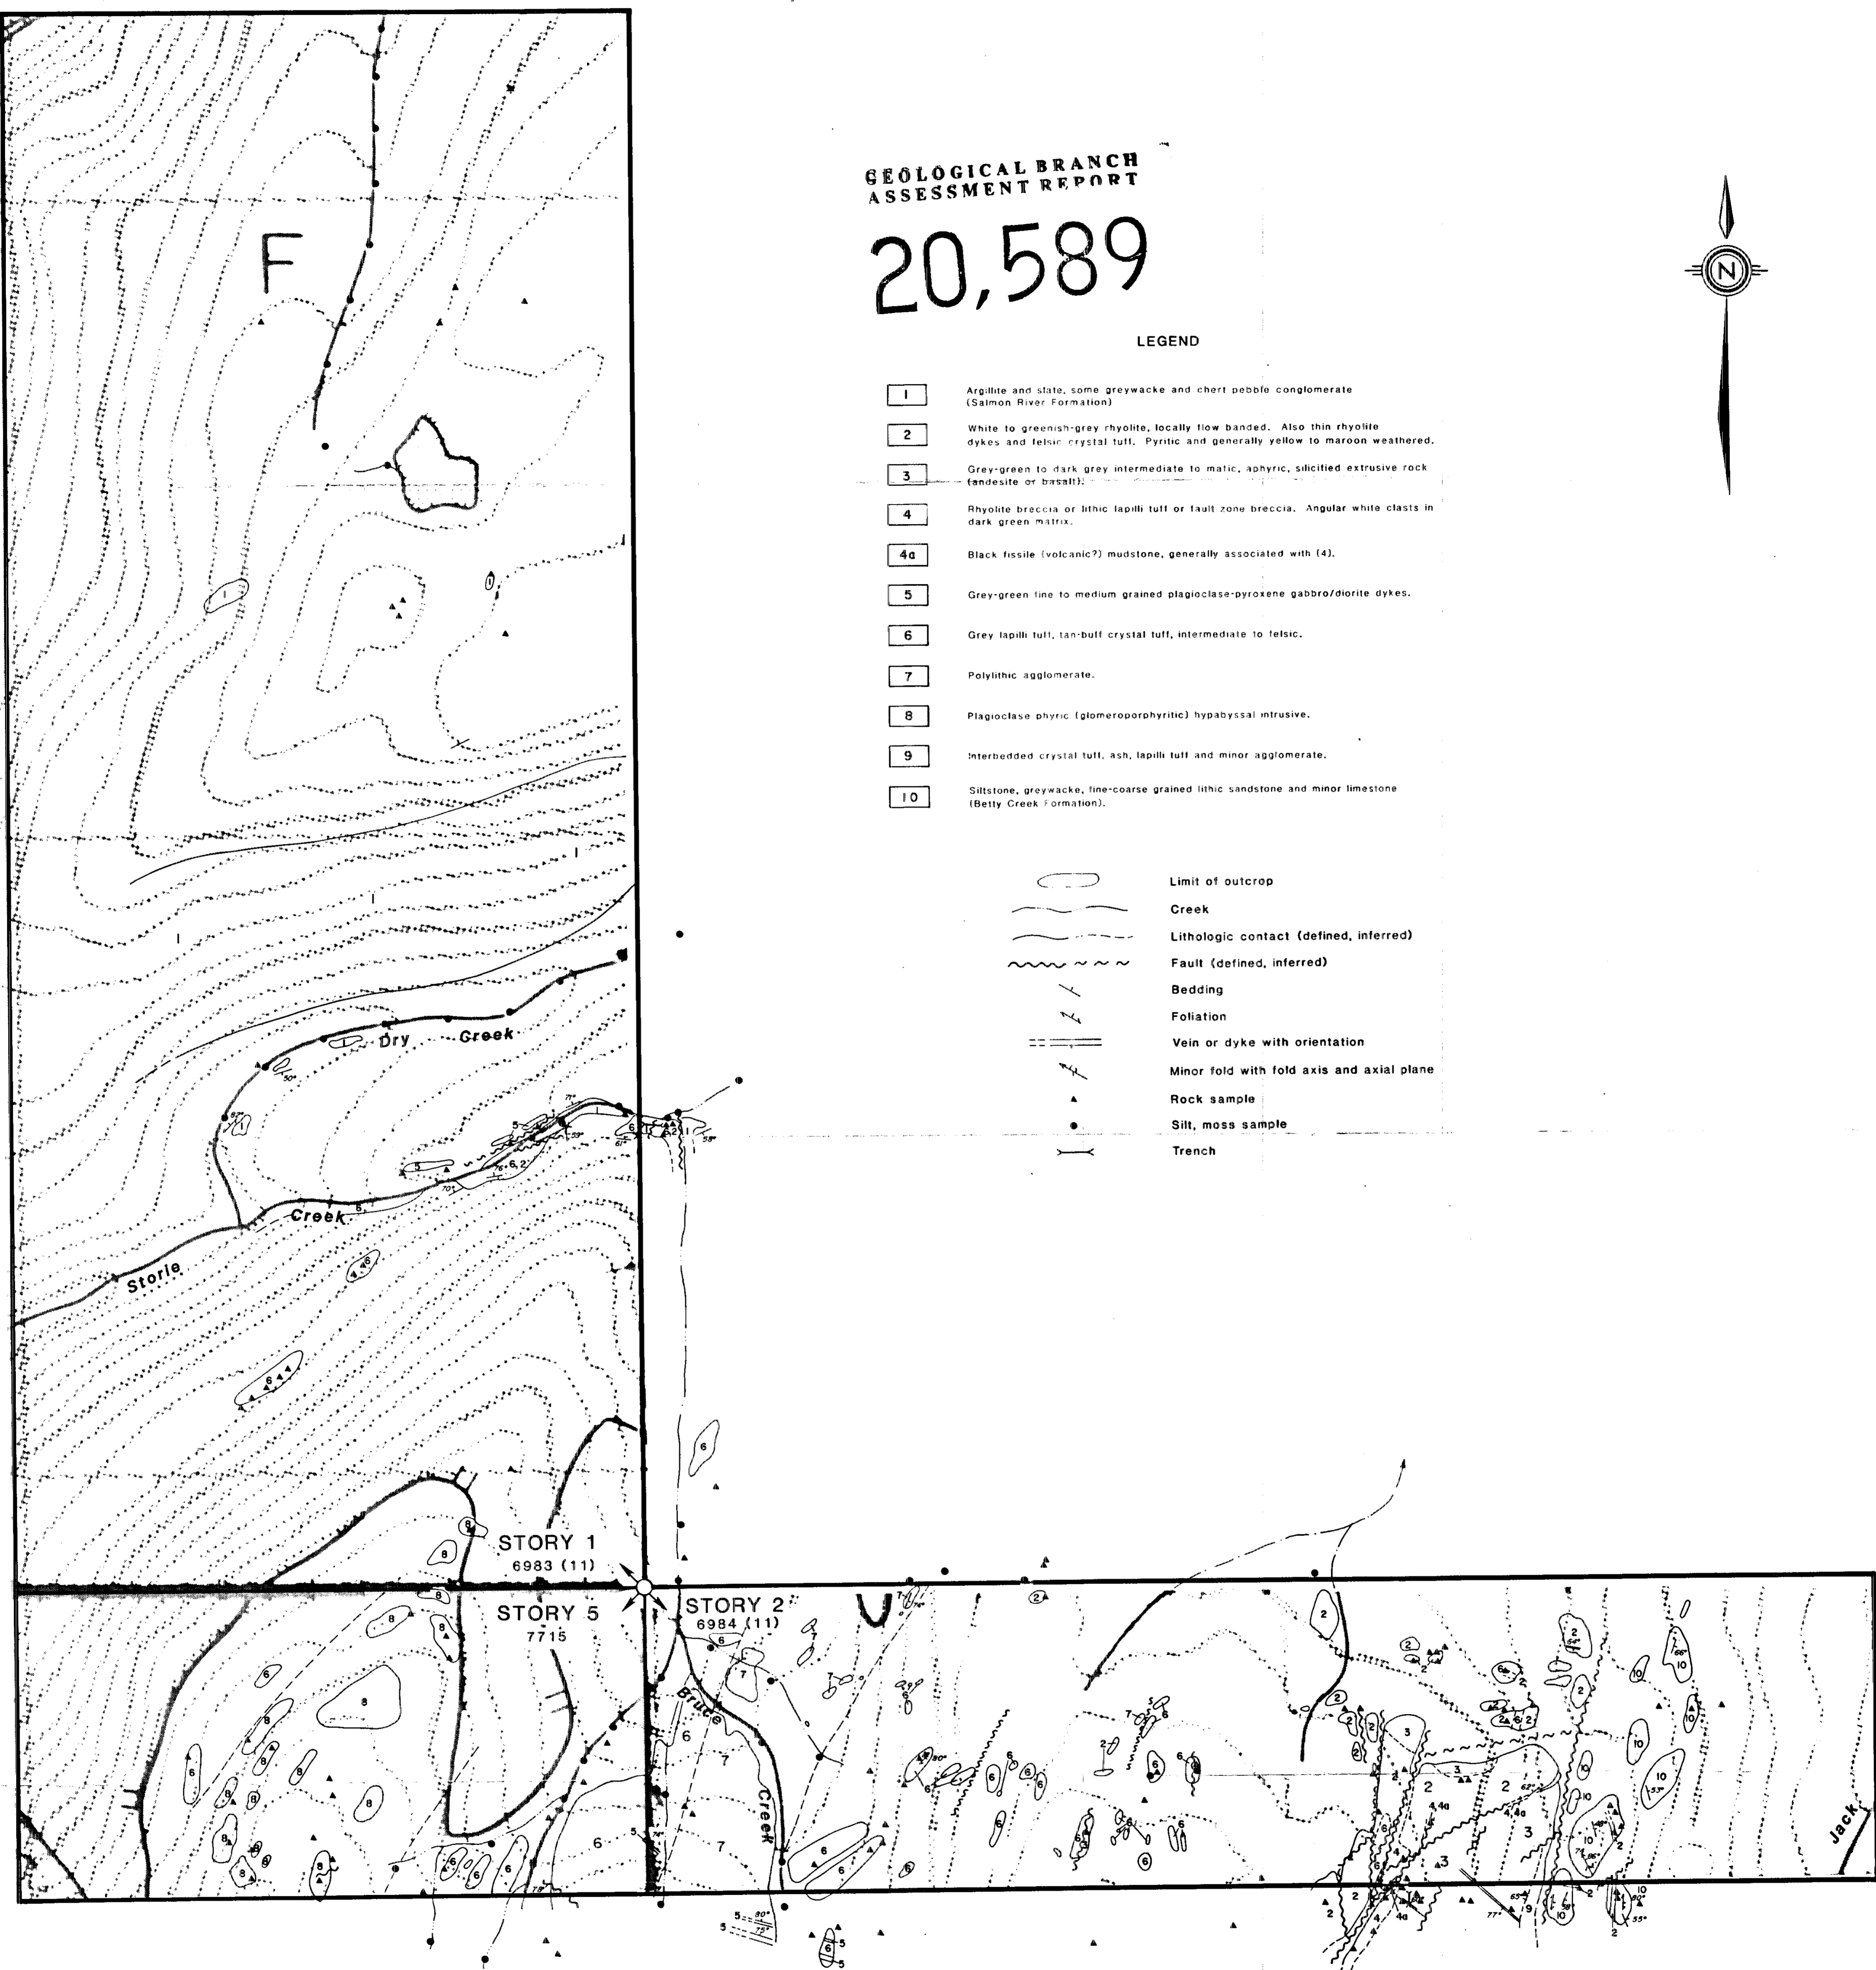 GEOLOGICAL BRANCH
ASSESSMENT REPORT
20,589
F
N
LEGEND
1 Argillite and slate, some greywacke and chert pebble conglomerate
(Salmon River Formation)
2 White to greenish-grey rhyolite, locally flow banded. Also thin rhyolite
dykes and felsic crystal tuff. Pyritic and generally yellow to maroon weathered.
3 Grey-green to dark grey intermediate to mafic, aphyric, silicified extrusive rock
(andesite or basalt).
4 Rhyolite breccia or lithic lapilli tuff or fault zone breccia. Angular white clasts in
dark green matrix.
4a Black fissile (volcanic?) mudstone, generally associated with (4).
5 Grey-green fine to medium grained plagioclase-pyroxene gabbro/diorite dykes.
6 Grey lapilli tuff, tan-buff crystal tuff, intermediate to felsic.
7 Polylithic agglomerate.
8 Plagioclase phyric (glomeroporphyritic) hypabyssal intrusive.
9 Interbedded crystal tuff, ash, lapilli tuff and minor agglomerate.
10 Siltstone, greywacke, fine-coarse grained lithic sandstone and minor limestone
(Betty Creek Formation).
Limit of outcrop
Creek
Lithologic contact (defined, inferred)
Fault (defined, inferred)
Bedding
Foliation
Vein or dyke with orientation
Minor fold with fold axis and axial plane
Rock sample
Silt, moss sample
Trench
Dry Creek
Storie Creek
STORY 1
6983 (11)
STORY 5
7715
STORY 2
6984 (11)
U
Bruce Creek
Jack